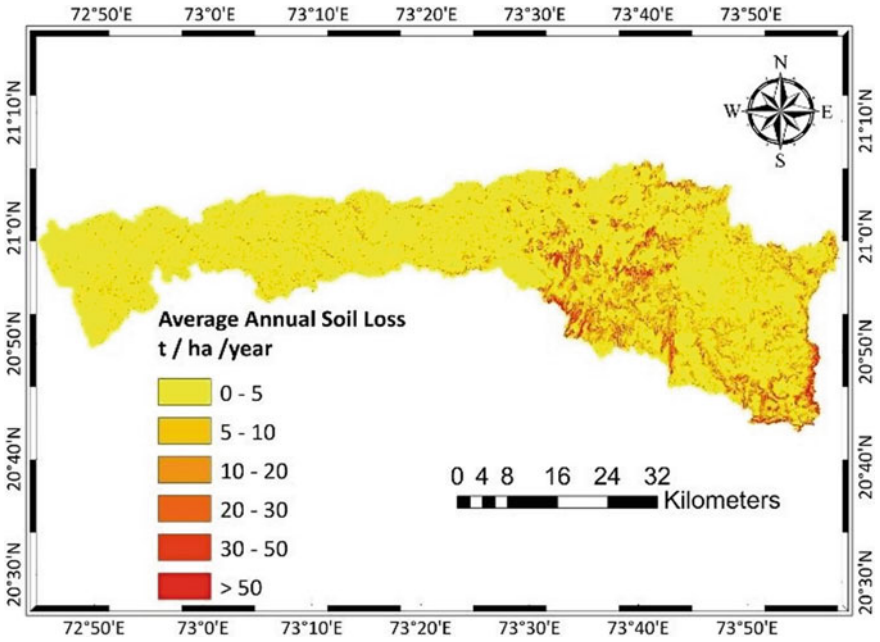 72°50'E 73°0'E 73°10'E 73°20'E 73°30'E 73°40'E 73°50'E
N
W E
S
21°10'N 21°10'N
21°0'N 21°0'N
20°50'N 20°50'N
20°40'N 20°40'N
20°30'N 20°30'N
Average Annual Soil Loss
t / ha /year
0 - 5
5 - 10
10 - 20
20 - 30
30 - 50
> 50
0 4 8 16 24 32
Kilometers
72°50'E 73°0'E 73°10'E 73°20'E 73°30'E 73°40'E 73°50'E